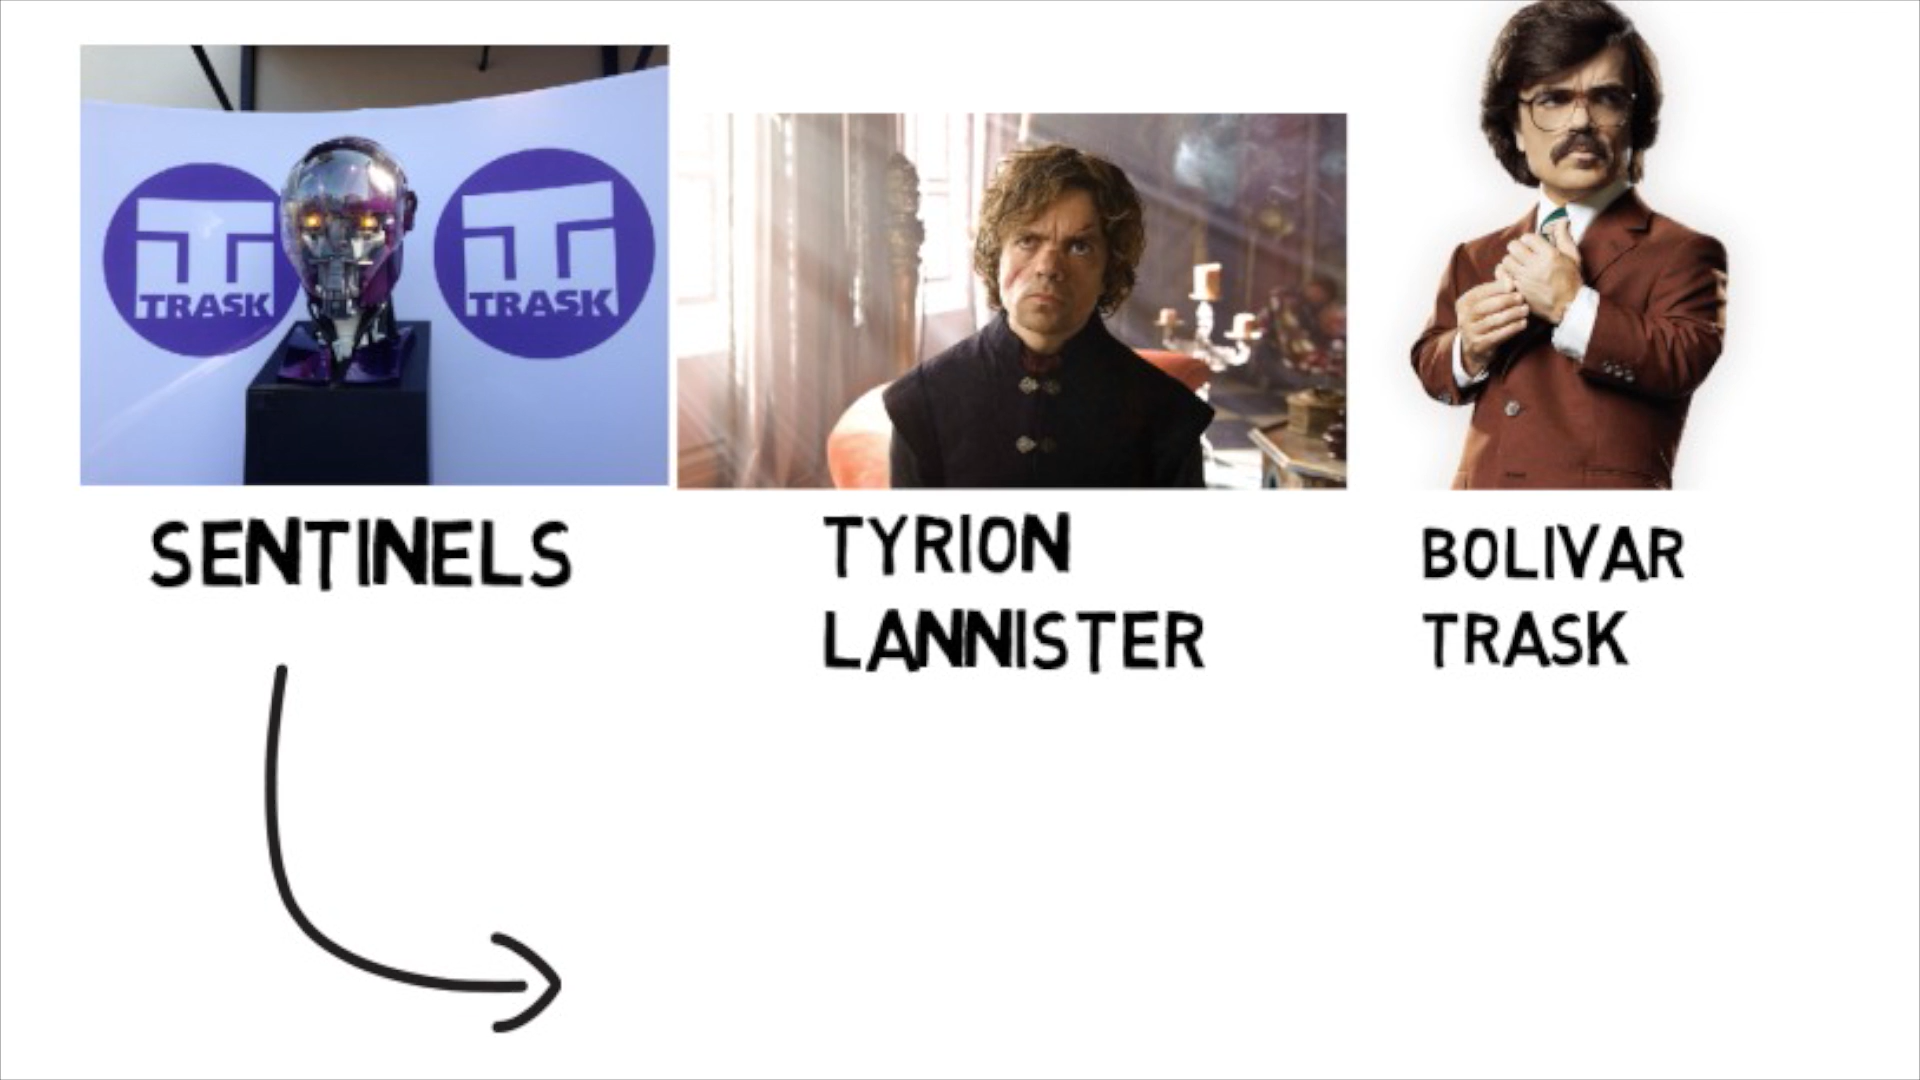 TRASK
TRASK
SENTINELS
TYRION
LANNISTER
BOLIVAR
TRASK